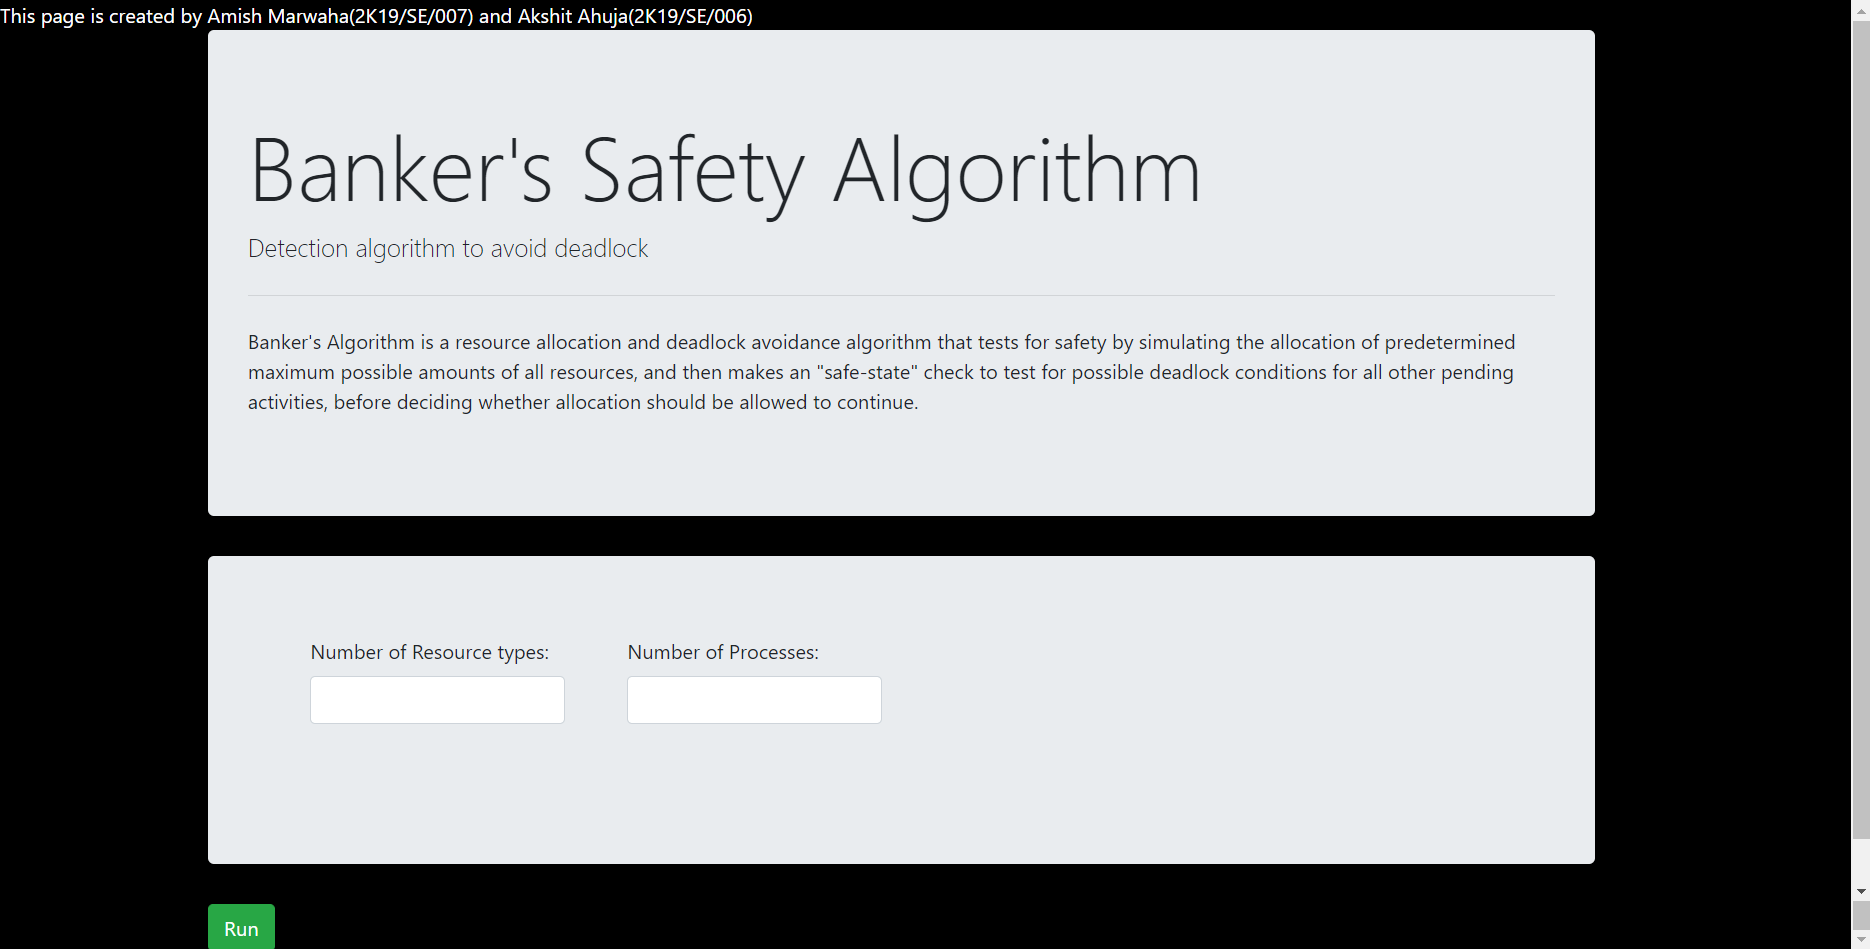 This page is created by Amish Marwaha(2K19/SE/007) and Akshit Ahuja(2K19/SE/006)
Banker's Safety Algorithm
Detection algorithm to avoid deadlock
Banker's Algorithm is a resource allocation and deadlock avoidance algorithm that tests for safety by simulating the allocation of predetermined
maximum possible amounts of all resources, and then makes an "safe-state" check to test for possible deadlock conditions for all other pending
activities, before deciding whether allocation should be allowed to continue.
Number of Resource types: Number of Processes:
Run